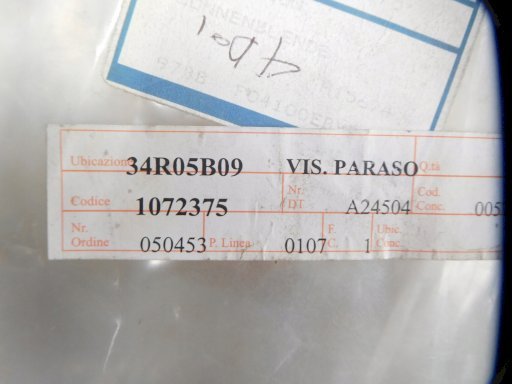 SONNENBLENDE
Ubicazione 34R05B09 VIS. PARASO Q.tà
Codice 1072375 Nr. DT A24504 Cod. Conc. 005
Nr. Ordine 050453 P. Linea 0107 F. C. 1 Ubic. Conc.